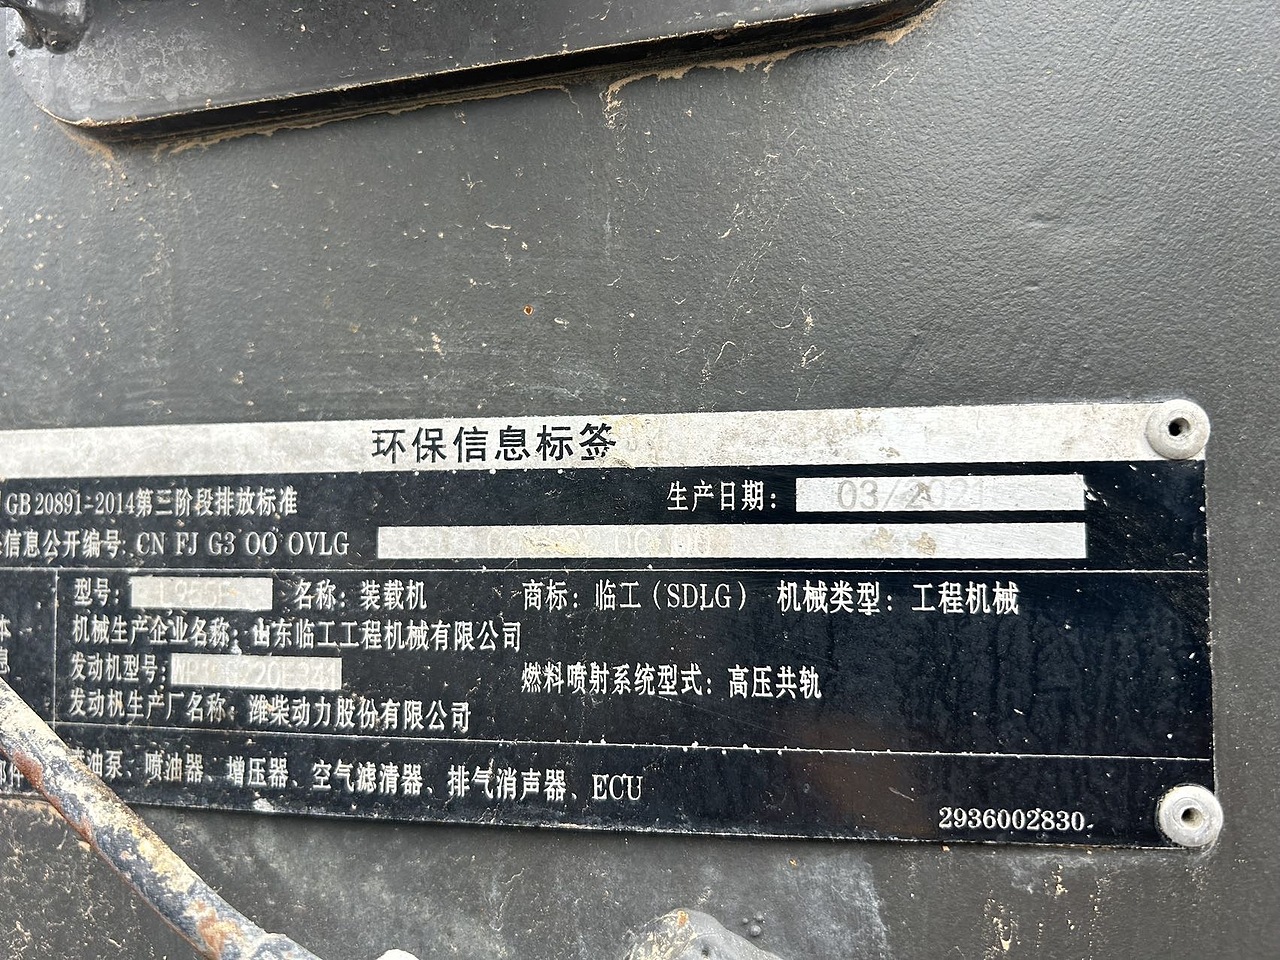 环保信息标签
GB 20891-2014第三阶段排放标准 生产日期: 03/2021
信息公开编号: CN FJ G3 OO OVLG
型号: 名称: 装载机 商标: 临工(SDLG) 机械类型: 工程机械
机械生产企业名称: 山东临工工程机械有限公司
发动机型号: WP10G220E341 燃料喷射系统型式: 高压共轨
发动机生产厂名称: 潍柴动力股份有限公司
油泵、喷油器、增压器、空气滤清器、排气消声器、ECU
2936002830